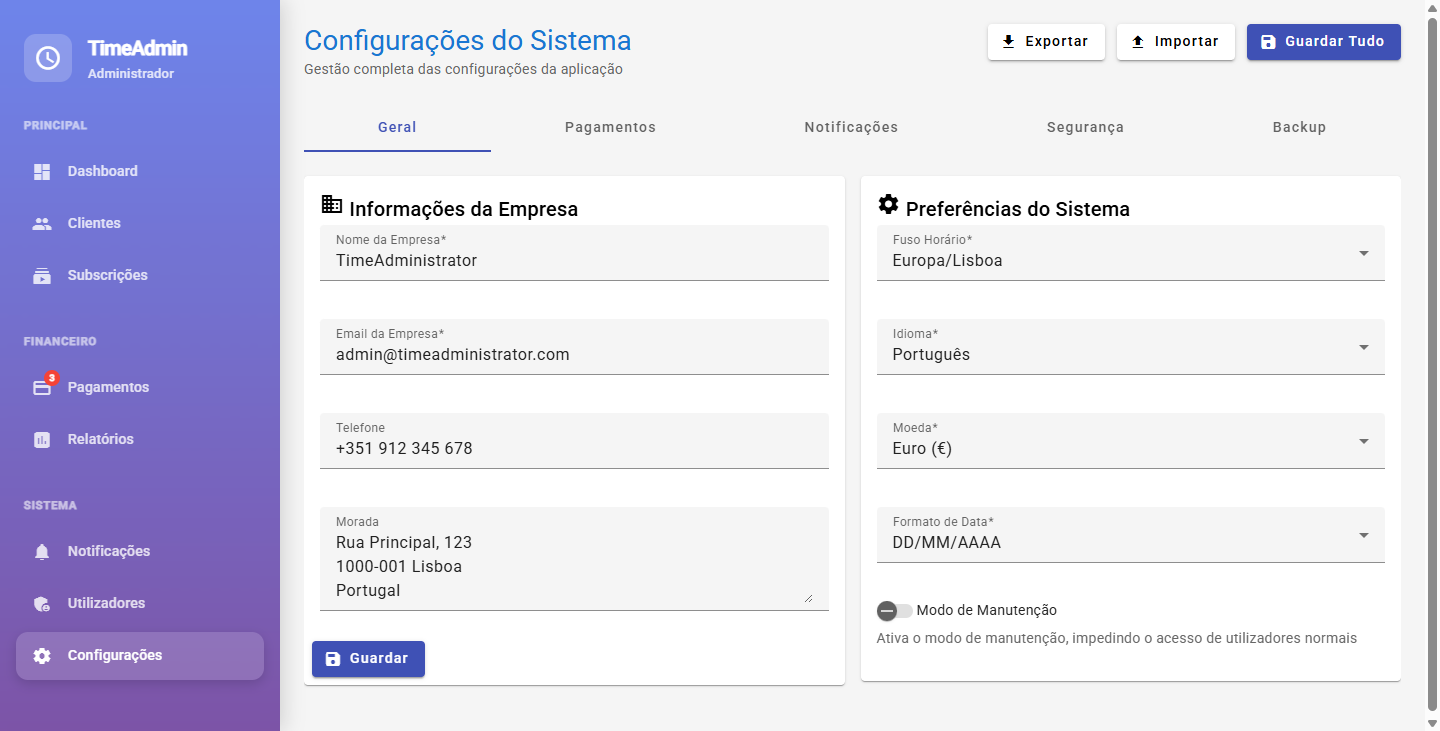 TimeAdmin
Administrador
PRINCIPAL
Dashboard
Clientes
Subscrições
FINANCEIRO
3
Pagamentos
Relatórios
SISTEMA
Notificações
Utilizadores
Configurações
Configurações do Sistema
Gestão completa das configurações da aplicação
Exportar
Importar
Guardar Tudo
Geral
Pagamentos
Notificações
Segurança
Backup
Informações da Empresa
Nome da Empresa*
TimeAdministrator
Email da Empresa*
admin@timeadministrator.com
Telefone
+351 912 345 678
Morada
Rua Principal, 123
1000-001 Lisboa
Portugal
Guardar
Preferências do Sistema
Fuso Horário*
Europa/Lisboa
Idioma*
Português
Moeda*
Euro (€)
Formato de Data*
DD/MM/AAAA
Modo de Manutenção
Ativa o modo de manutenção, impedindo o acesso de utilizadores normais